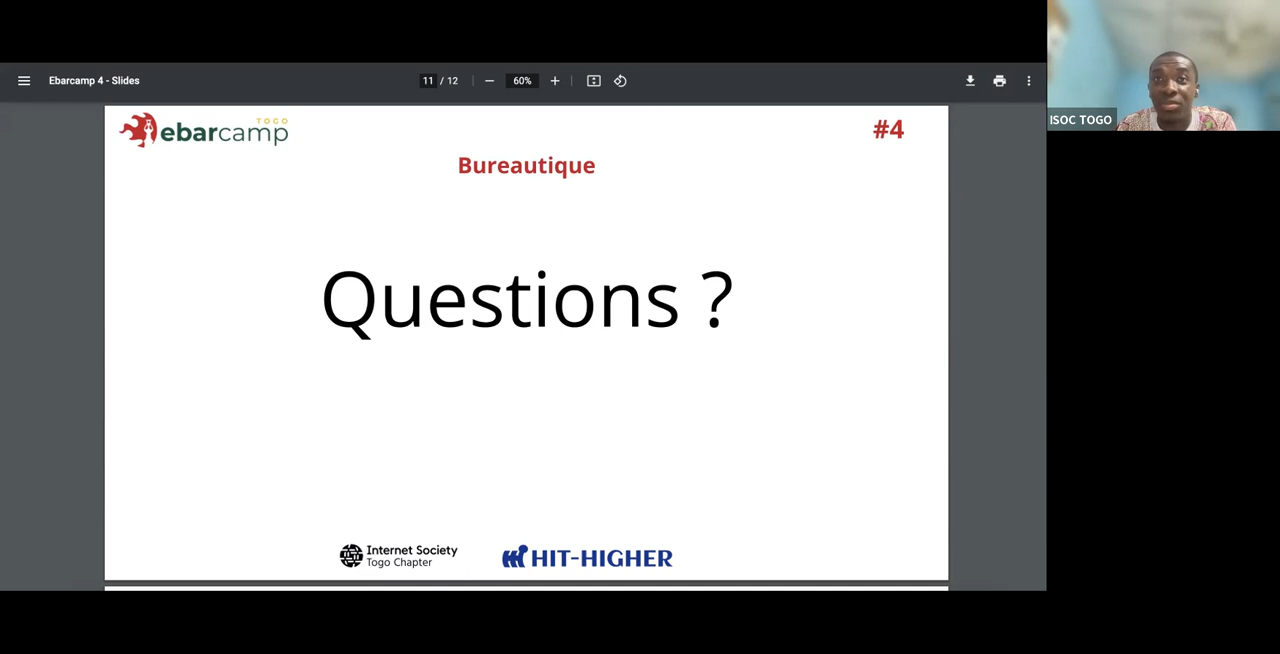 Ebarcamp 4 - Slides
11 / 12
60%
TOGO
ebarcamp
#4
Bureautique
Questions ?
Internet Society
Togo Chapter
HIT-HIGHER
ISOC TOGO